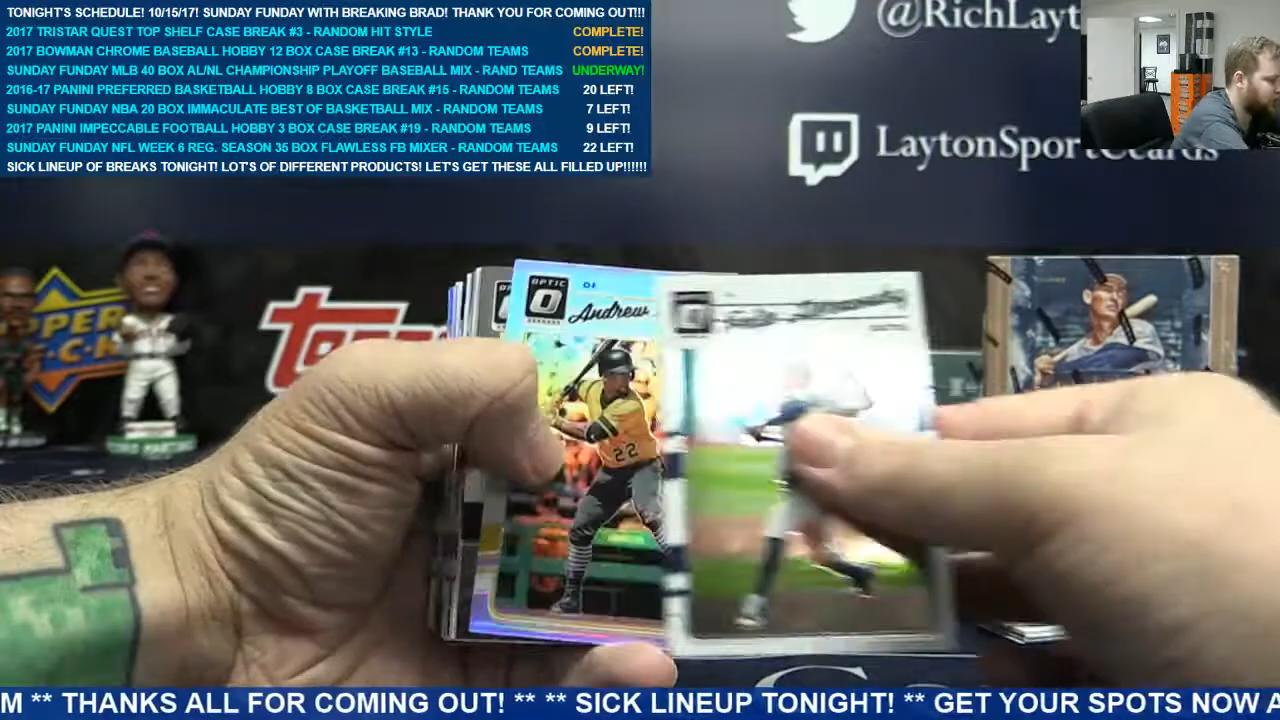 TONIGHT'S SCHEDULE! 10/15/17! SUNDAY FUNDAY WITH BREAKING BRAD! THANK YOU FOR COMING OUT!!!
2017 TRISTAR QUEST TOP SHELF CASE BREAK #3 - RANDOM HIT STYLE COMPLETE!
2017 BOWMAN CHROME BASEBALL HOBBY 12 BOX CASE BREAK #13 - RANDOM TEAMS COMPLETE!
SUNDAY FUNDAY MLB 40 BOX AL/NL CHAMPIONSHIP PLAYOFF BASEBALL MIX - RAND TEAMS UNDERWAY!
2016-17 PANINI PREFERRED BASKETBALL HOBBY 8 BOX CASE BREAK #15 - RANDOM TEAMS 20 LEFT!
SUNDAY FUNDAY NBA 20 BOX IMMACULATE BEST OF BASKETBALL MIX - RANDOM TEAMS 7 LEFT!
2017 PANINI IMPECCABLE FOOTBALL HOBBY 3 BOX CASE BREAK #19 - RANDOM TEAMS 9 LEFT!
SUNDAY FUNDAY NFL WEEK 6 REG. SEASON 35 BOX FLAWLESS FB MIXER - RANDOM TEAMS 22 LEFT!
SICK LINEUP OF BREAKS TONIGHT! LOT'S OF DIFFERENT PRODUCTS! LET'S GET THESE ALL FILLED UP!!!!!!
@RichLayt
LaytonSportsCards
OPTIC
OF
Andrew
22
M ** THANKS ALL FOR COMING OUT! ** ** SICK LINEUP TONIGHT! ** GET YOUR SPOTS NOW A